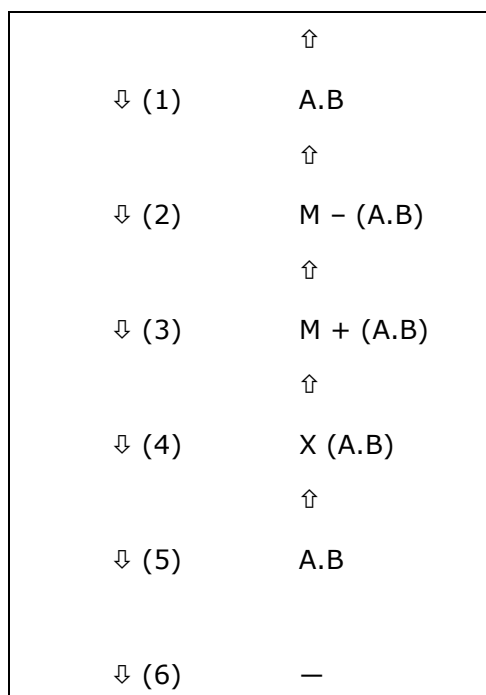 ⇧
⇩ (1) A.B
⇧
⇩ (2) M – (A.B)
⇧
⇩ (3) M + (A.B)
⇧
⇩ (4) X (A.B)
⇧
⇩ (5) A.B
⇩ (6) —